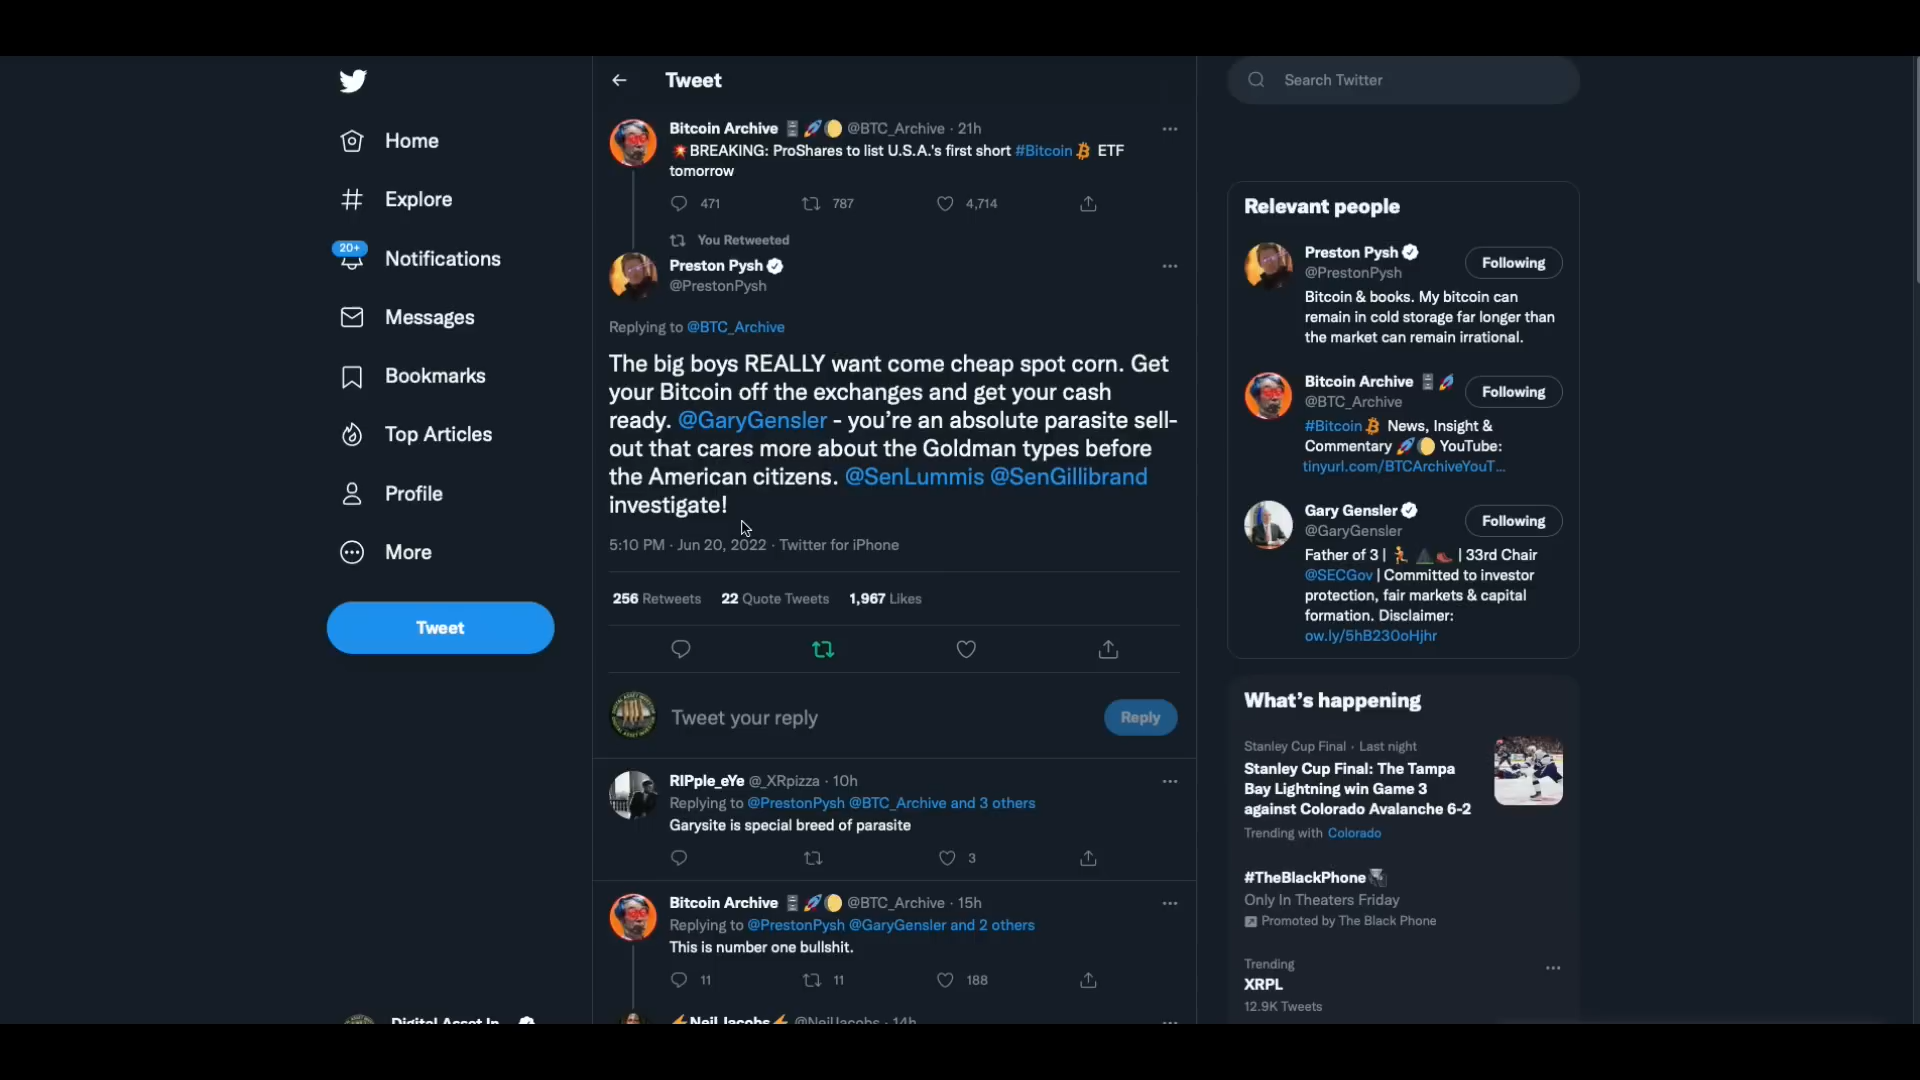 Home
Explore
20+
Notifications
Messages
Bookmarks
Top Articles
Profile
More
Tweet
Digital Asset In
Tweet
Bitcoin Archive @BTC_Archive · 21h
BREAKING: ProShares to list U.S.A.'s first short #Bitcoin ETF
tomorrow
471 787 4,714
You Retweeted
Preston Pysh
@PrestonPysh
Replying to @BTC_Archive
The big boys REALLY want come cheap spot corn. Get
your Bitcoin off the exchanges and get your cash
ready. @GaryGensler - you're an absolute parasite sell-
out that cares more about the Goldman types before
the American citizens. @SenLummis @SenGillibrand
investigate!
5:10 PM · Jun 20, 2022 · Twitter for iPhone
256 Retweets 22 Quote Tweets 1,967 Likes
Tweet your reply
Reply
RIPple_eYe @_XRpizza · 10h
Replying to @PrestonPysh @BTC_Archive and 3 others
Garysite is special breed of parasite
3
Bitcoin Archive @BTC_Archive · 15h
Replying to @PrestonPysh @GaryGensler and 2 others
This is number one bullshit.
11 11 188
Neil Jacobs @NeilJacobs · 14h
Search Twitter
Relevant people
Preston Pysh
@PrestonPysh
Following
Bitcoin & books. My bitcoin can
remain in cold storage far longer than
the market can remain irrational.
Bitcoin Archive
@BTC_Archive
Following
#Bitcoin News, Insight &
Commentary YouTube:
tinyurl.com/BTCArchiveYouT...
Gary Gensler
@GaryGensler
Following
Father of 3 | | 33rd Chair
@SECGov | Committed to investor
protection, fair markets & capital
formation. Disclaimer:
ow.ly/5hB230oHjhr
What's happening
Stanley Cup Final · Last night
Stanley Cup Final: The Tampa
Bay Lightning win Game 3
against Colorado Avalanche 6-2
Trending with Colorado
#TheBlackPhone
Only In Theaters Friday
Promoted by The Black Phone
Trending
XRPL
12.9K Tweets